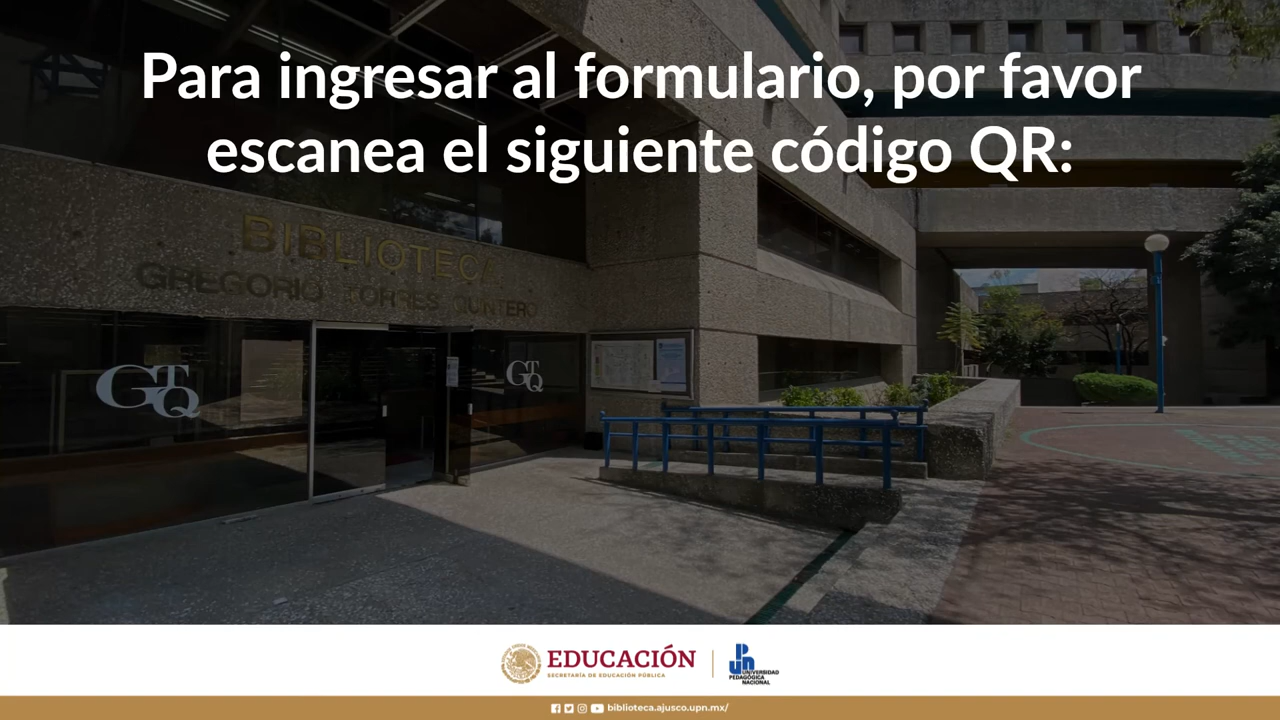 Para ingresar al formulario, por favor
escanea el siguiente código QR:
BIBLIOTECA
GREGORIO TORRES QUINTERO
GTQ
GTQ
EDUCACIÓN
SECRETARÍA DE EDUCACIÓN PÚBLICA
UNIVERSIDAD
PEDAGÓGICA
NACIONAL
biblioteca.ajusco.upn.mx/